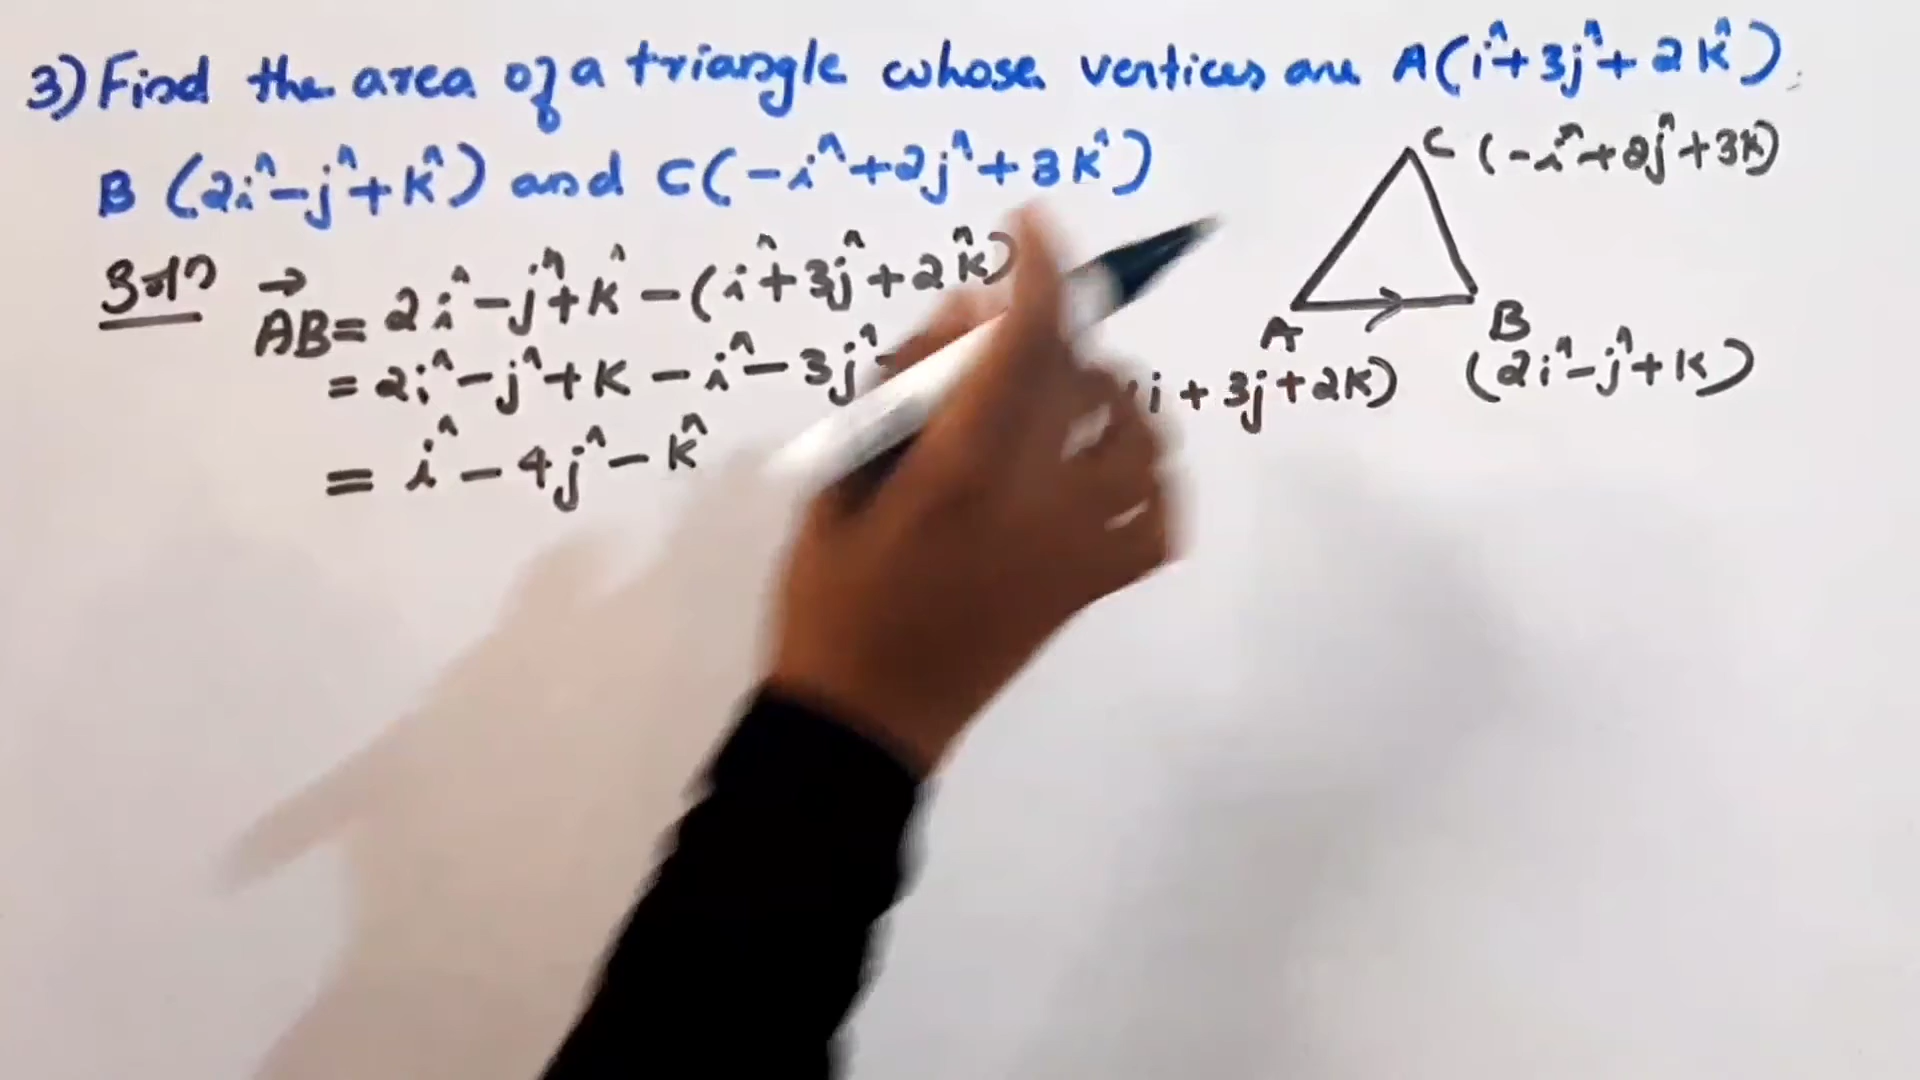 3) Find the area of a triangle whose vertices are A(î+3ĵ+2k̂).
B (2î-ĵ+k̂) and C(-î+2ĵ+3k̂)
C (-î+2ĵ+3k)
Soln AB⃗= 2î-ĵ+k̂-(î+3ĵ+2k̂)
= 2î-ĵ+k-î-3ĵ-
= î-4ĵ-k̂
A B
i+3j+2k) (2î-ĵ+k)